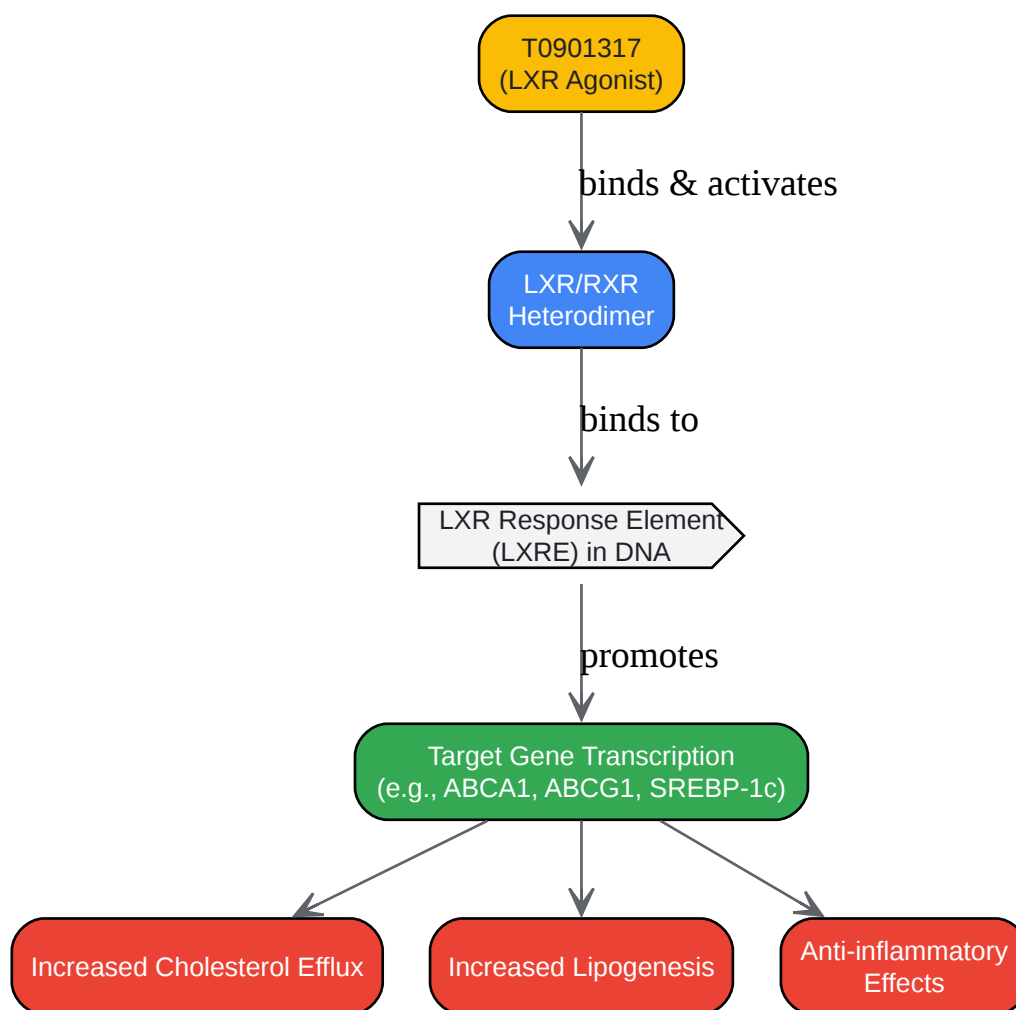 T0901317
(LXR Agonist)
binds & activates
LXR/RXR
Heterodimer
binds to
LXR Response Element
(LXRE) in DNA
promotes
Target Gene Transcription
(e.g., ABCA1, ABCG1, SREBP-1c)
Increased Cholesterol Efflux
Increased Lipogenesis
Anti-inflammatory
Effects